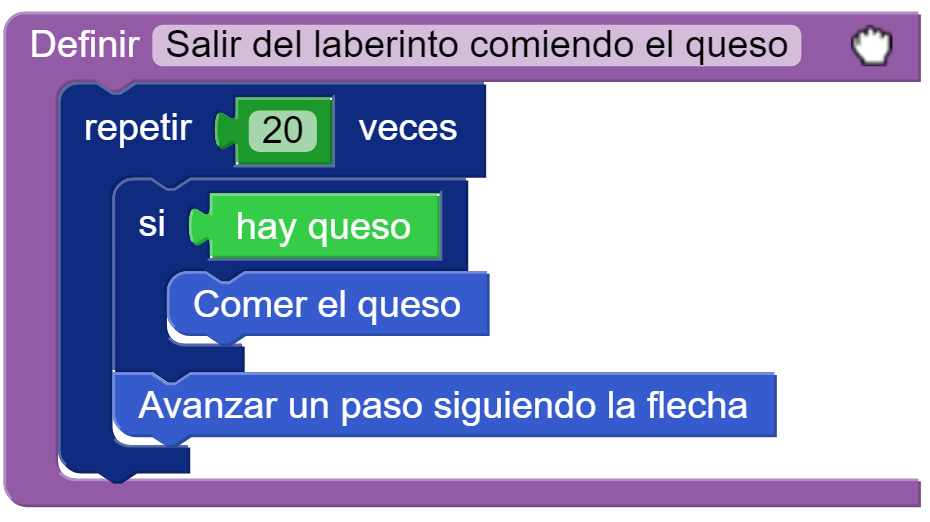 Definir Salir del laberinto comiendo el queso
repetir 20 veces
si hay queso
Comer el queso
Avanzar un paso siguiendo la flecha